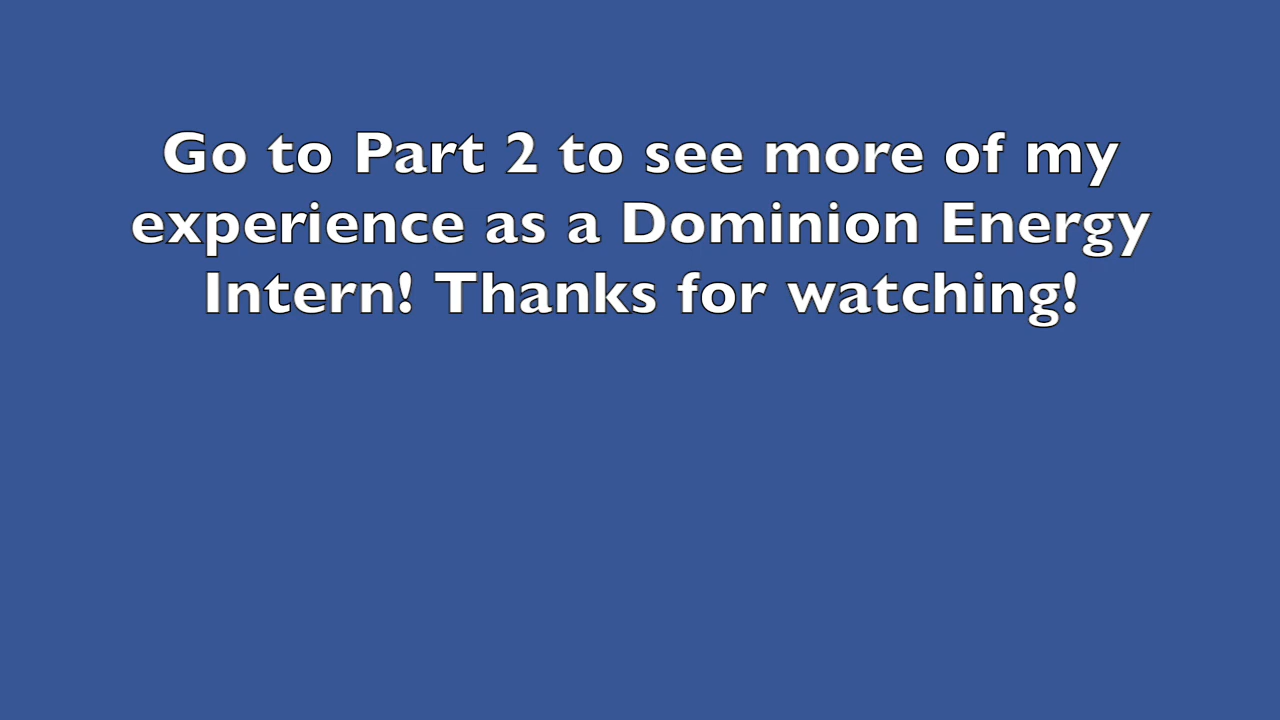 Go to Part 2 to see more of my
experience as a Dominion Energy
Intern! Thanks for watching!